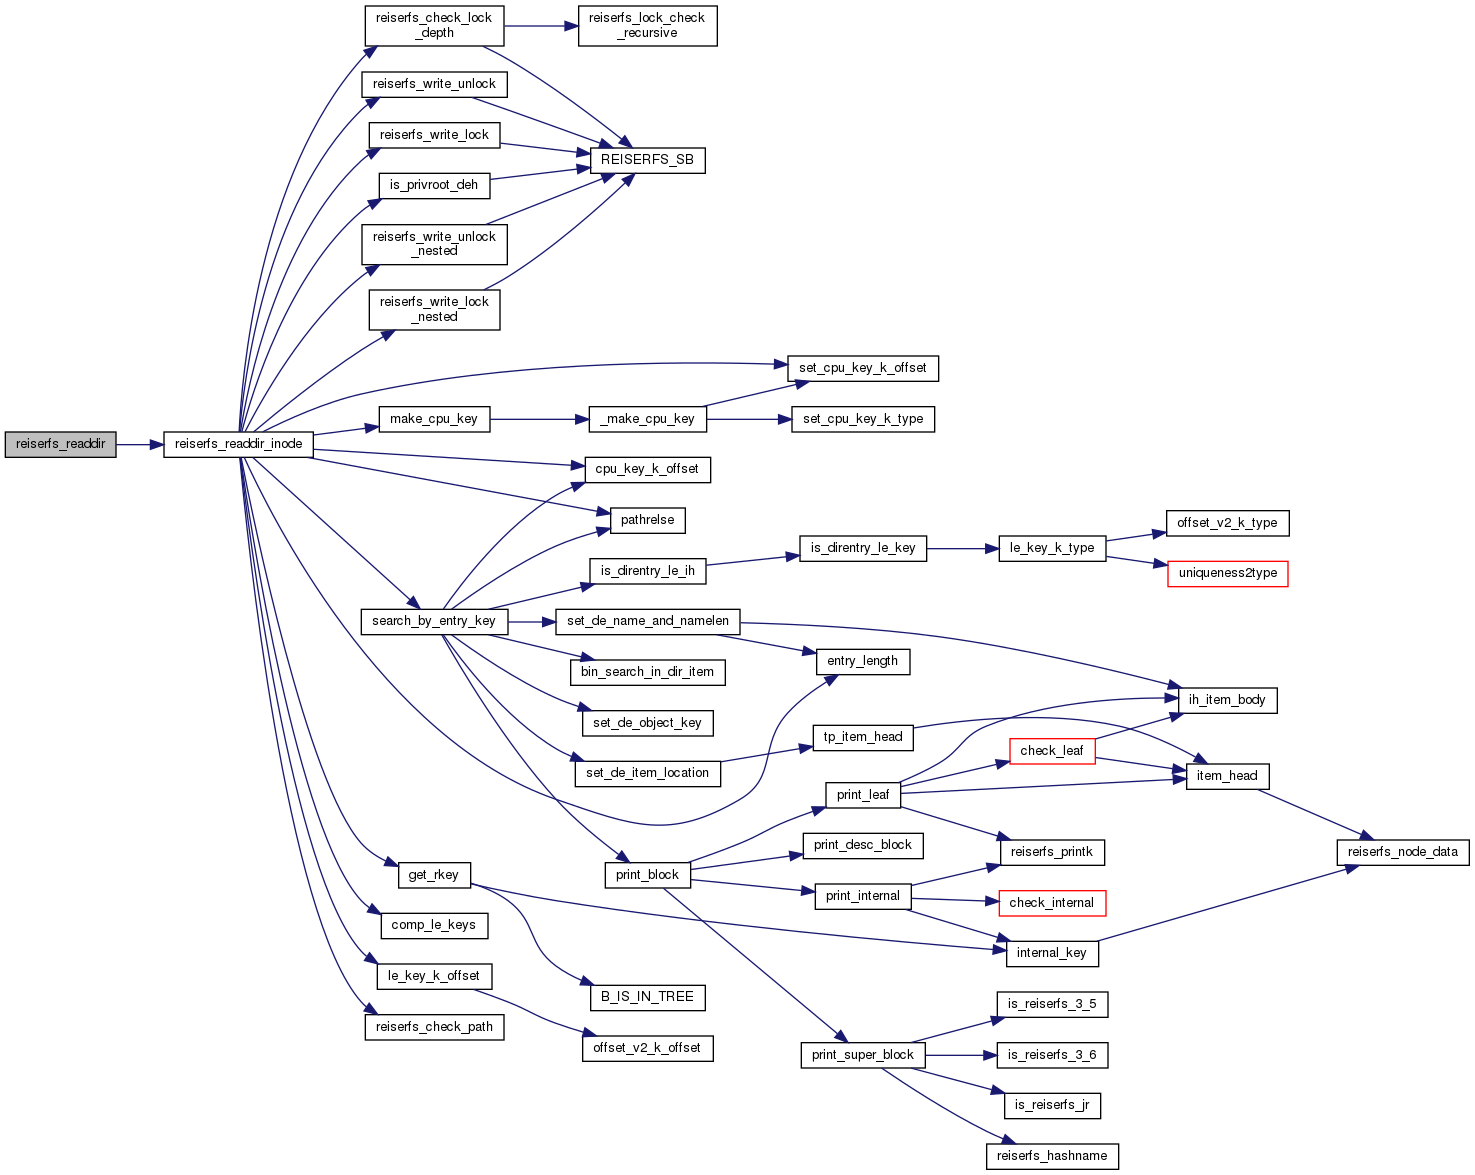 reiserfs_readdir
reiserfs_readdir_inode
reiserfs_check_lock
_depth
reiserfs_lock_check
_recursive
reiserfs_write_unlock
reiserfs_write_lock
REISERFS_SB
is_privroot_deh
reiserfs_write_unlock
_nested
reiserfs_write_lock
_nested
set_cpu_key_k_offset
make_cpu_key
_make_cpu_key
set_cpu_key_k_type
cpu_key_k_offset
pathrelse
is_direntry_le_ih
is_direntry_le_key
le_key_k_type
offset_v2_k_type
uniqueness2type
search_by_entry_key
set_de_name_and_namelen
entry_length
bin_search_in_dir_item
ih_item_body
set_de_object_key
tp_item_head
check_leaf
set_de_item_location
item_head
print_leaf
print_desc_block
reiserfs_printk
reiserfs_node_data
get_rkey
print_block
print_internal
check_internal
comp_le_keys
internal_key
le_key_k_offset
B_IS_IN_TREE
reiserfs_check_path
offset_v2_k_offset
print_super_block
is_reiserfs_3_5
is_reiserfs_3_6
is_reiserfs_jr
reiserfs_hashname